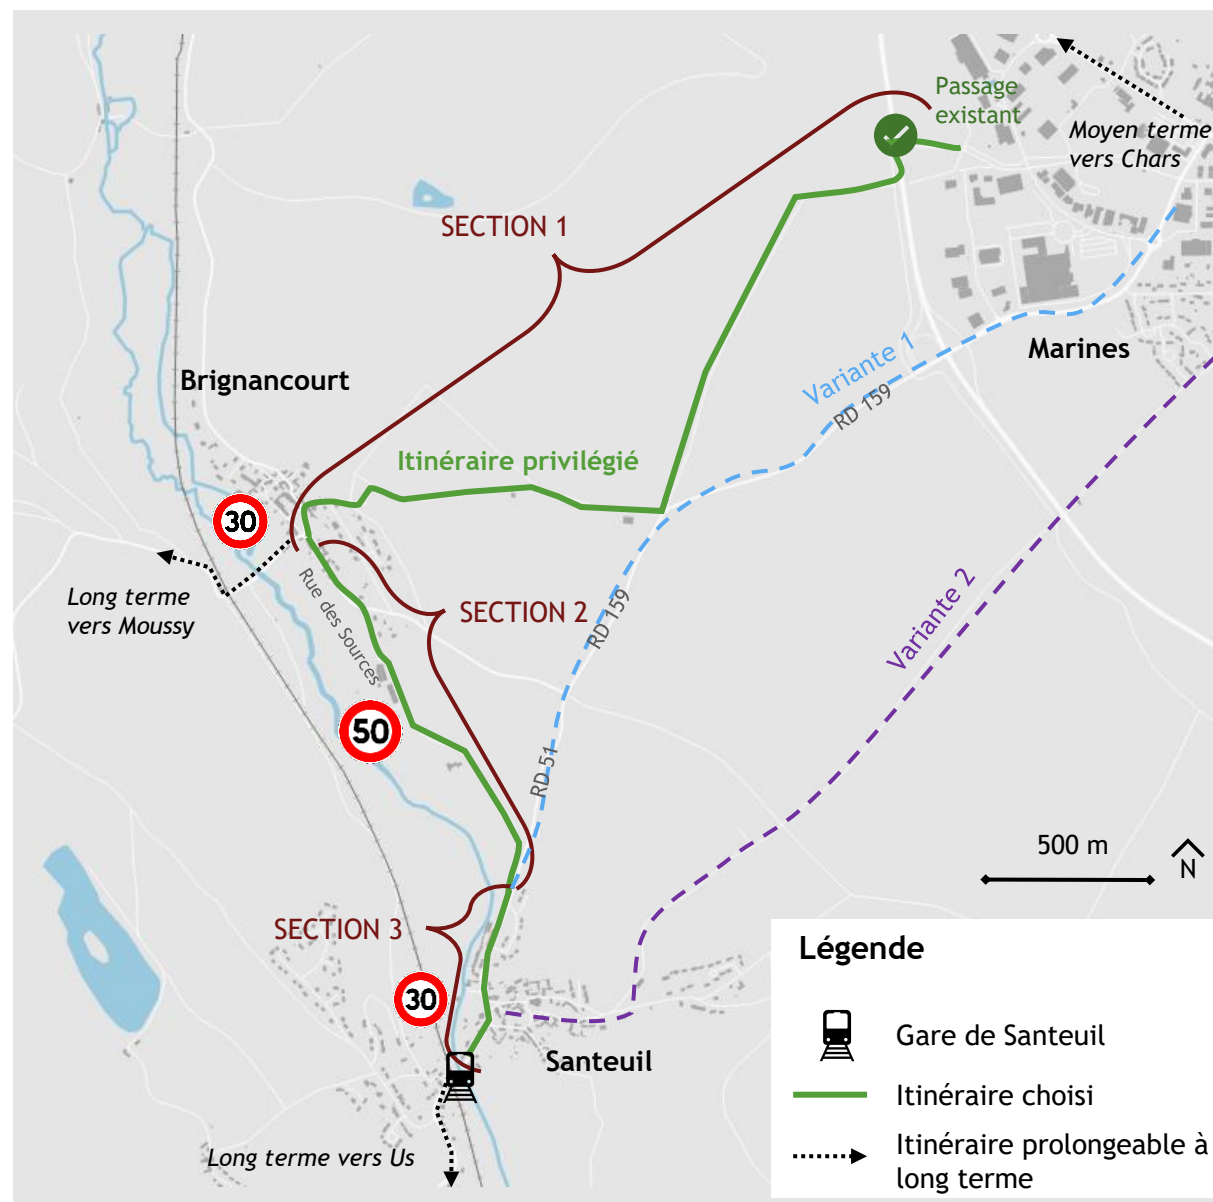 Passage
existant
Moyen terme
vers Chars
SECTION 1
Variante 1
Marines
RD 159
Brignancourt
Itinéraire privilégié
30
Long terme
vers Moussy
Rue des Sources
SECTION 2
RD 159
Variante 2
50
RD 51
500 m
N
SECTION 3
30
Santeuil
Long terme vers Us
Légende
Gare de Santeuil
Itinéraire choisi
Itinéraire prolongeable à
long terme